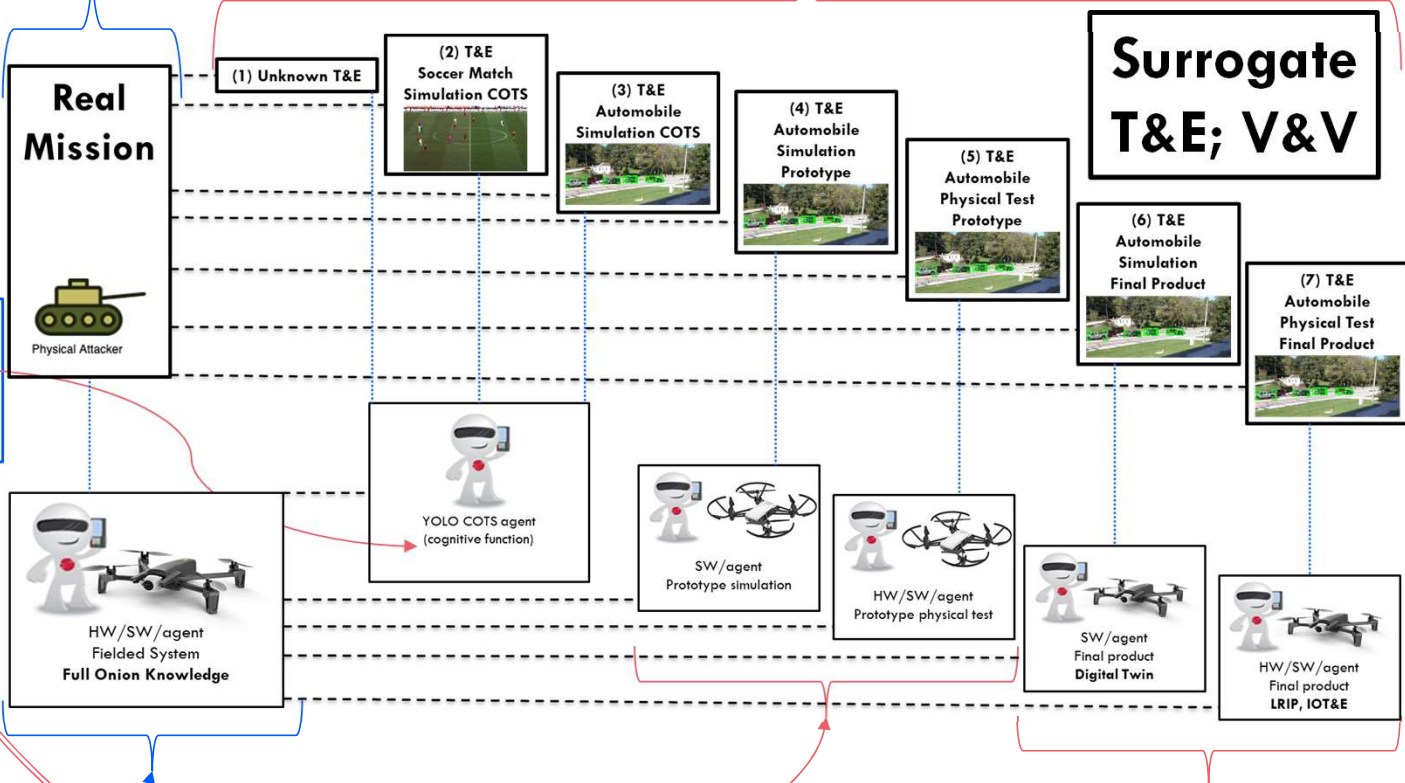 Real
Mission
Physical Attacker
(1) Unknown T&E
(2) T&E
Soccer Match
Simulation COTS
(3) T&E
Automobile
Simulation COTS
(4) T&E
Automobile
Simulation
Prototype
(5) T&E
Automobile
Physical Test
Prototype
(6) T&E
Automobile
Simulation
Final Product
(7) T&E
Automobile
Physical Test
Final Product
Surrogate
T&E; V&V
HW/SW/agent
Fielded System
Full Onion Knowledge
YOLO COTS agent
(cognitive function)
SW/agent
Prototype simulation
HW/SW/agent
Prototype physical test
SW/agent
Final product
Digital Twin
HW/SW/agent
Final product
LRIP, IOT&E